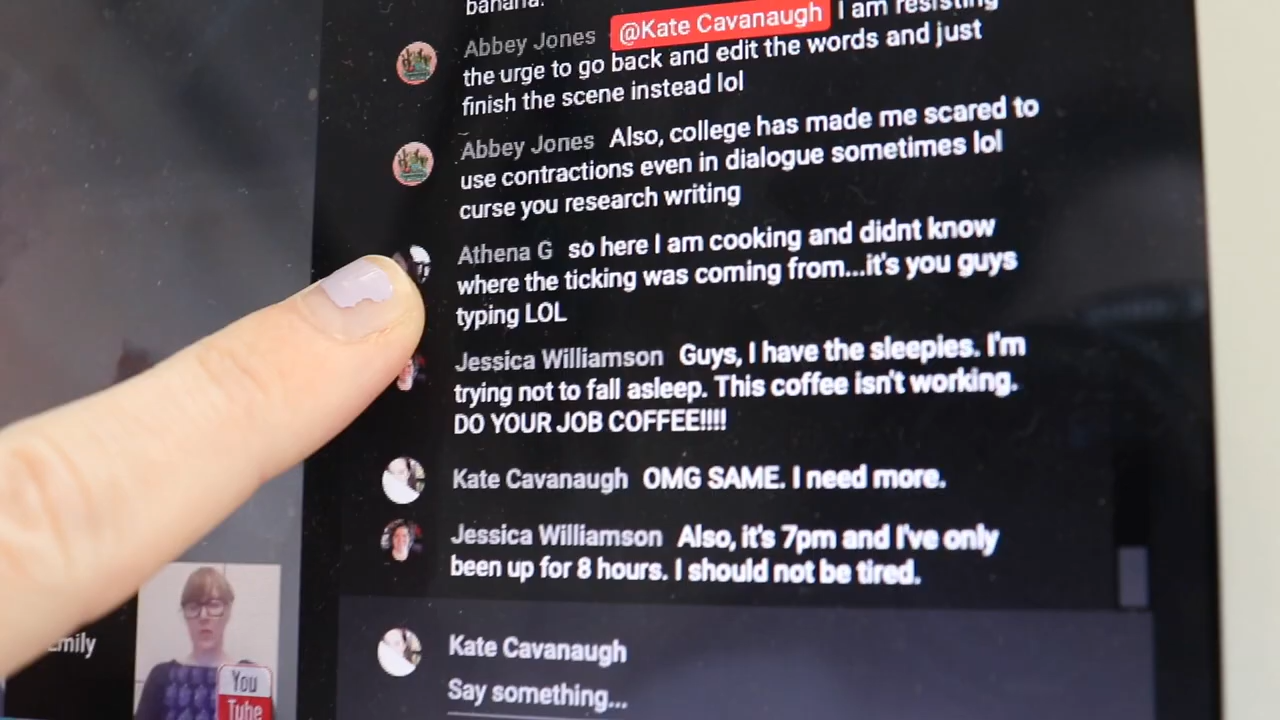 banana.
Abbey Jones @Kate Cavanaugh I am resisting
the urge to go back and edit the words and just
finish the scene instead lol
Abbey Jones Also, college has made me scared to
use contractions even in dialogue sometimes lol
curse you research writing
Athena G so here I am cooking and didnt know
where the ticking was coming from...it's you guys
typing LOL
Jessica Williamson Guys, I have the sleepies. I'm
trying not to fall asleep. This coffee isn't working.
DO YOUR JOB COFFEE!!!!
Kate Cavanaugh OMG SAME. I need more.
Jessica Williamson Also, it's 7pm and I've only
been up for 8 hours. I should not be tired.
Kate Cavanaugh
Say something...
You
Tube